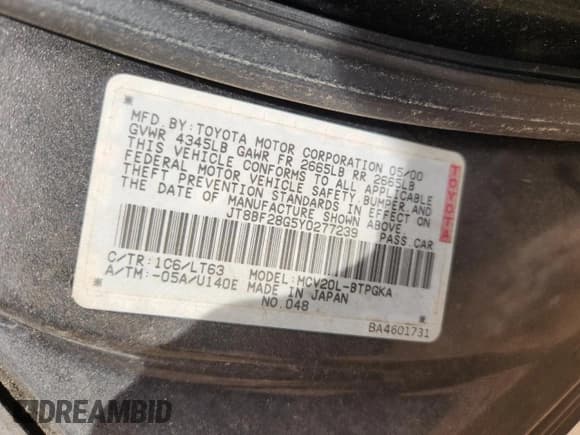 MFD BY:TOYOTA MOTOR CORPORATION 05/00
GVWR 4345LB GAWR FR 2665LB RR 2665LB
THIS VEHICLE CONFORMS TO ALL APPLICABLE
FEDERAL MOTOR VEHICLE SAFETY,BUMPER,AND
THEFT PREVENTION STANDARDS IN EFFECT ON
THE DATE OF MANUFACTURE SHOWN ABOVE.
JT8BF28G5Y0277239 PASS.CAR
TOYOTA
C/TR:1C6/LT63 MODEL:MCV20L-BTPGKA
A/TM:-05A/U140E MADE IN JAPAN
NO.048
BA4601731
DREAMBID